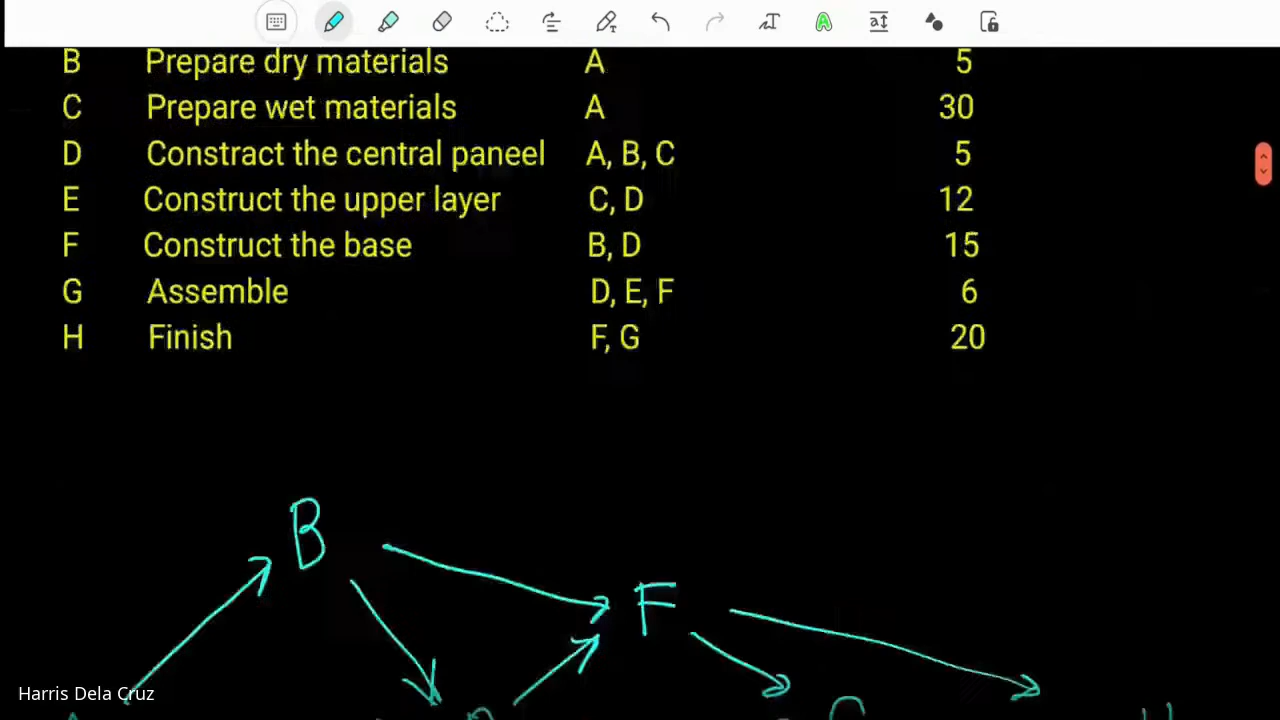 B Prepare dry materials A 5
C Prepare wet materials A 30
D Constract the central paneel A, B, C 5
E Construct the upper layer C, D 12
F Construct the base B, D 15
G Assemble D, E, F 6
H Finish F, G 20
B
F
Harris Dela Cruz